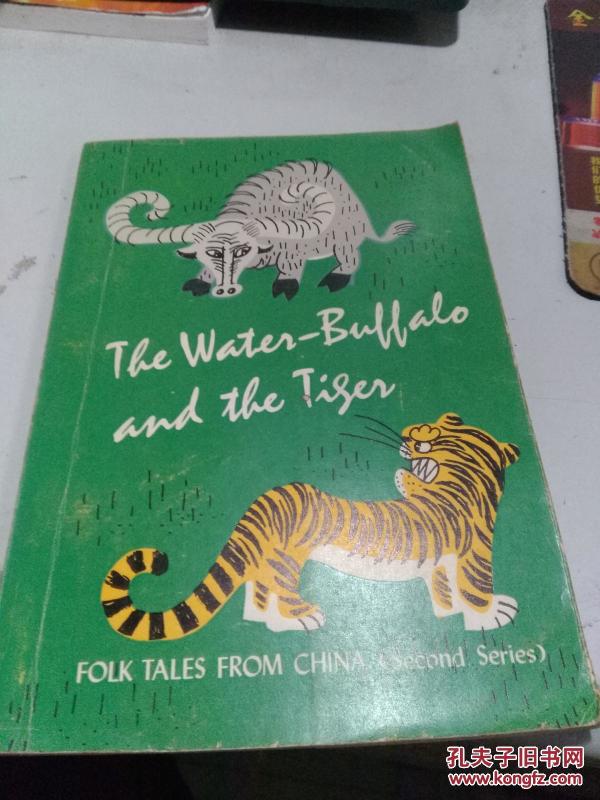 金
The Water-Buffalo
and the Tiger
FOLK TALES FROM CHINA (Second Series)
孔夫子旧书网
www.kongfz.com